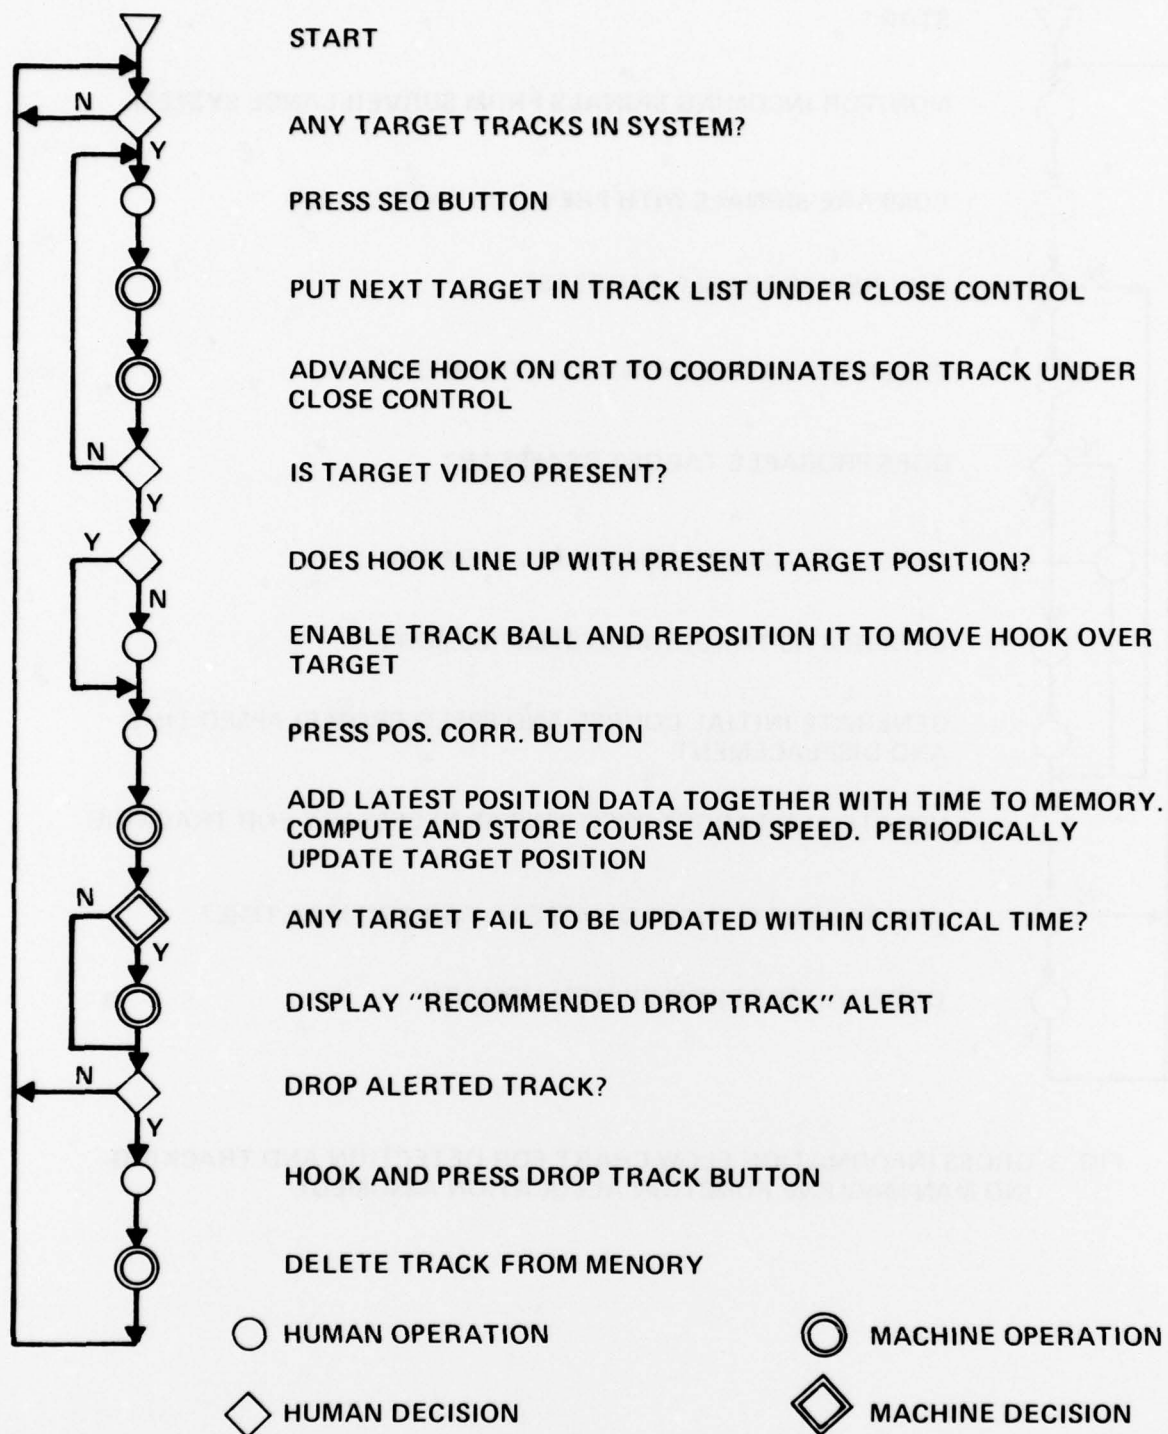 START
N
ANY TARGET TRACKS IN SYSTEM?
Y
PRESS SEQ BUTTON
PUT NEXT TARGET IN TRACK LIST UNDER CLOSE CONTROL
ADVANCE HOOK ON CRT TO COORDINATES FOR TRACK UNDER
CLOSE CONTROL
N
IS TARGET VIDEO PRESENT?
Y
Y
DOES HOOK LINE UP WITH PRESENT TARGET POSITION?
N
ENABLE TRACK BALL AND REPOSITION IT TO MOVE HOOK OVER
TARGET
PRESS POS. CORR. BUTTON
ADD LATEST POSITION DATA TOGETHER WITH TIME TO MEMORY.
COMPUTE AND STORE COURSE AND SPEED. PERIODICALLY
UPDATE TARGET POSITION
N
ANY TARGET FAIL TO BE UPDATED WITHIN CRITICAL TIME?
Y
DISPLAY "RECOMMENDED DROP TRACK" ALERT
N
DROP ALERTED TRACK?
Y
HOOK AND PRESS DROP TRACK BUTTON
DELETE TRACK FROM MENORY
HUMAN OPERATION
MACHINE OPERATION
HUMAN DECISION
MACHINE DECISION